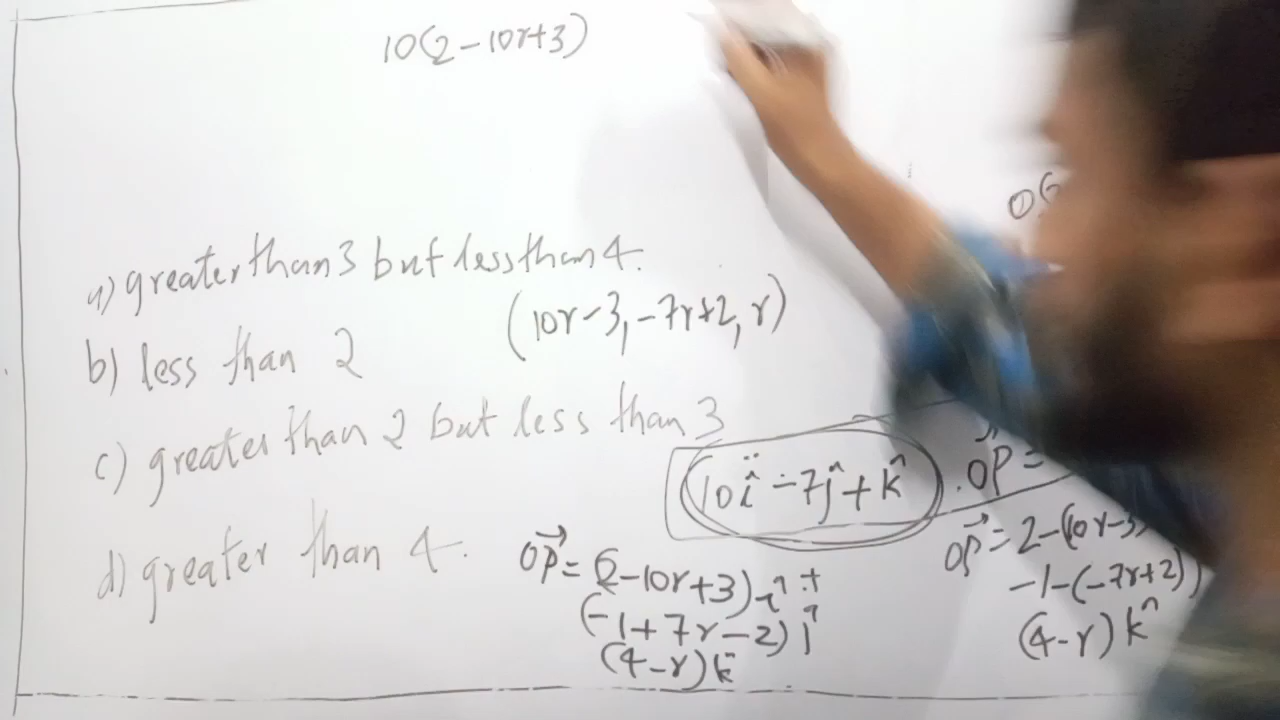 10(2-10r+3)
a) greater than 3 but less than 4.
(10r-3, -7r+2, r)
b) less than 2
c) greater than 2 but less than 3
(10î - 7ĵ + k̂) . OP⃗ =
d) greater than 4.
OP⃗ = (2-10r+3) î +
(-1+7r-2) ĵ
(4-r) k̂
OP⃗ = 2-(10r-3)
-1-(-7r+2))
(4-r) k̂